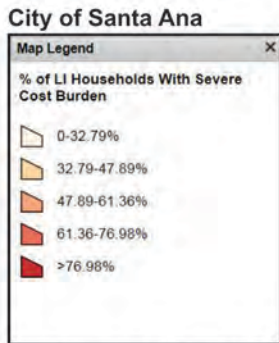 City of Santa Ana
Map Legend ×
% of LI Households With Severe
Cost Burden
0-32.79%
32.79-47.89%
47.89-61.36%
61.36-76.98%
>76.98%